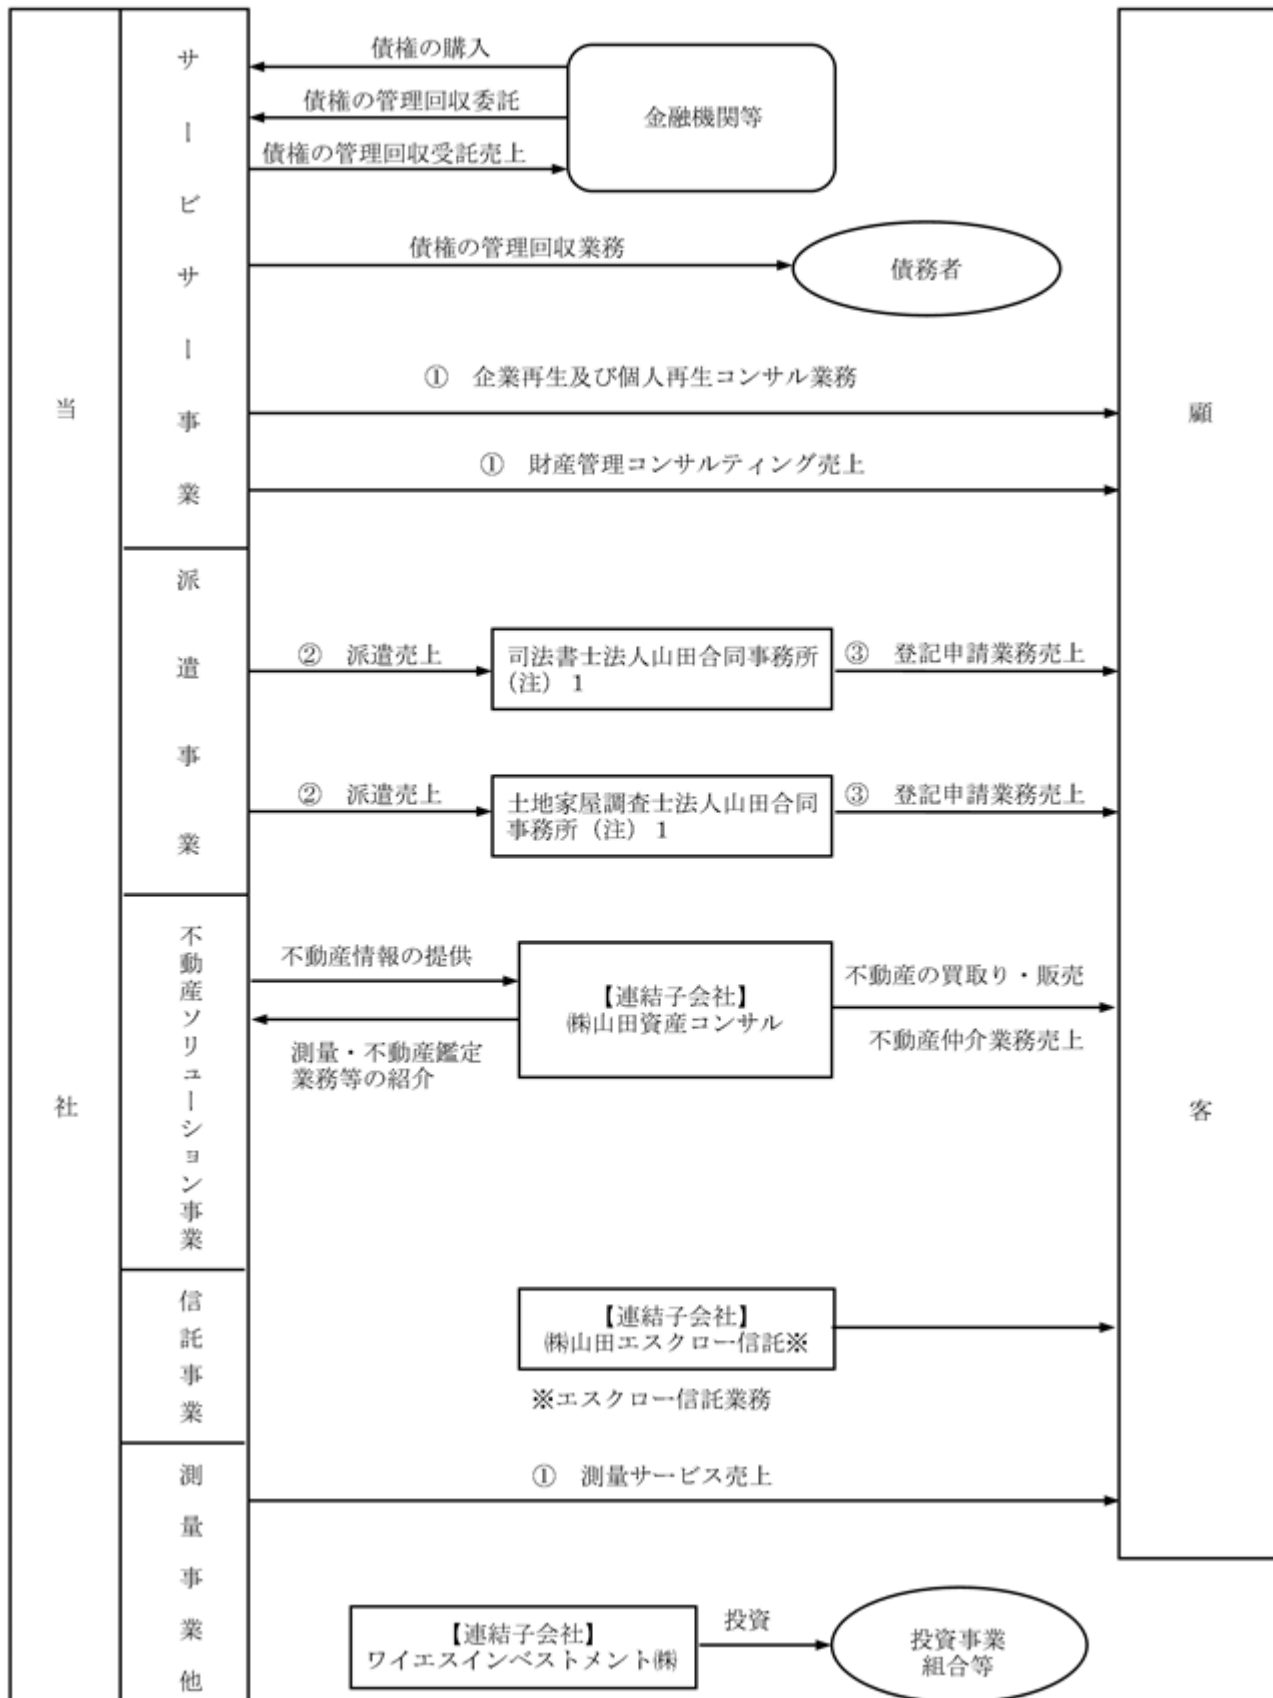 当社
サービサー事業
債権の購入
債権の管理回収委託
債権の管理回収受託売上
金融機関等
債権の管理回収業務
債務者
① 企業再生及び個人再生コンサル業務
① 財産管理コンサルティング売上
顧客
派遣事業
② 派遣売上
司法書士法人山田合同事務所
(注) 1
③ 登記申請業務売上
② 派遣売上
土地家屋調査士法人山田合同
事務所 (注) 1
③ 登記申請業務売上
不動産ソリューション事業
不動産情報の提供
測量・不動産鑑定
業務等の紹介
【連結子会社】
㈱山田資産コンサル
不動産の買取り・販売
不動産仲介業務売上
信託事業
【連結子会社】
㈱山田エスクロー信託※
※エスクロー信託業務
測量事業他
① 測量サービス売上
【連結子会社】
ワイエスインベストメント㈱
投資
投資事業
組合等